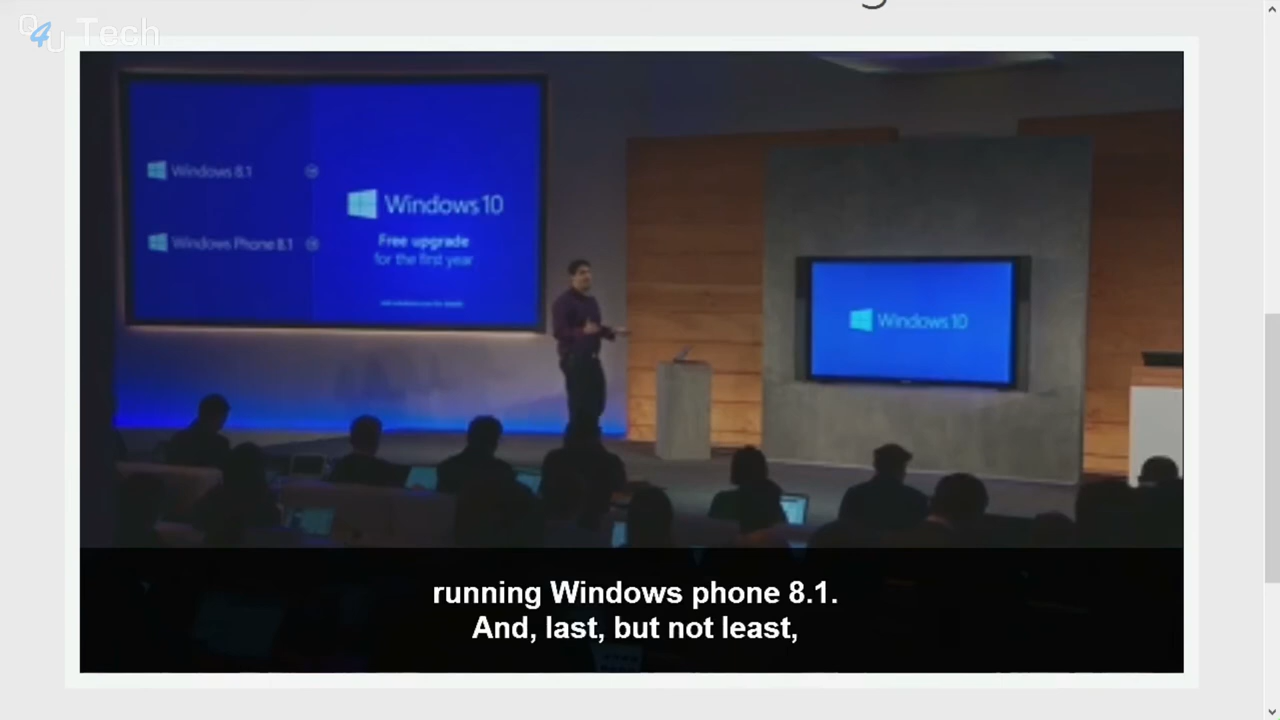 Q4U Tech
Windows 8.1
Windows Phone 8.1
Windows 10
Free upgrade
for the first year
Windows 10
running Windows phone 8.1.
And, last, but not least,